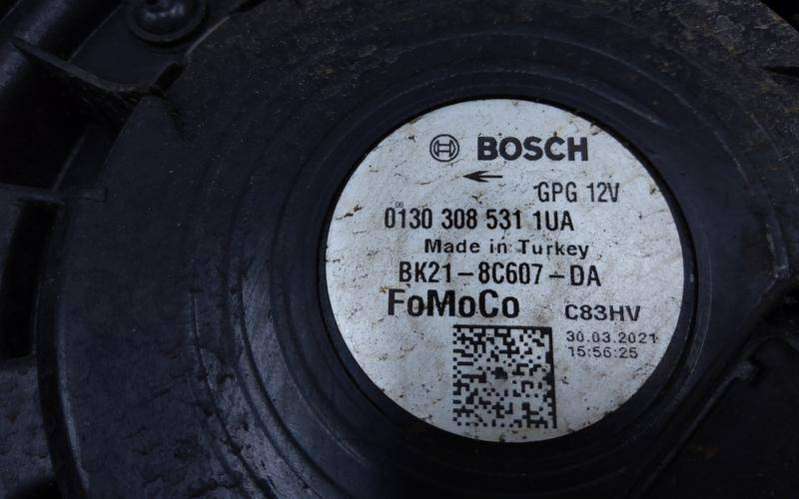 BOSCH
GPG 12V
0130 308 531 1UA
Made in Turkey
BK21-8C607-DA
FoMoCo C83HV
30.03.2021
15:56:25